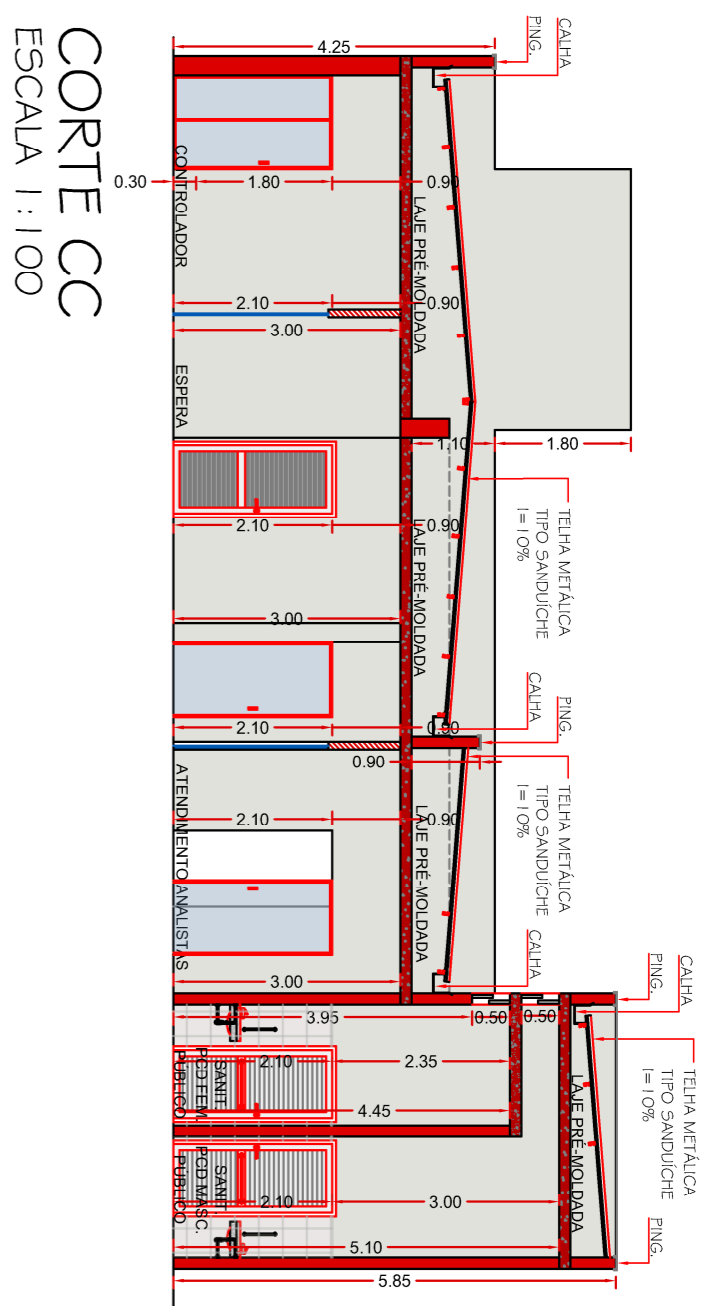 CORTE CC
ESCALA 1:100
PING.
CALHA
4.25
CALHA
PING.
CALHA
PING.
CALHA
PING.
PING.
TELHA METÁLICA
TIPO SANDUÍCHE
I=10%
TELHA METÁLICA
TIPO SANDUÍCHE
I=10%
TELHA METÁLICA
TIPO SANDUÍCHE
I=10%
1.80
1.10
LAJE PRÉ-MOLDADA
LAJE PRÉ-MOLDADA
LAJE PRÉ-MOLDADA
LAJE PRÉ-MOLDADA
0.90
0.90
0.90
0.90
0.90
0.90
0.30
1.80
2.10
3.00
2.10
3.00
2.10
2.10
3.00
3.95
0.50
0.50
2.10
2.35
4.45
2.10
3.00
5.10
5.85
CONTROLADOR
ESPERA
ATENDIMENTO
ANALISTAS
SANIT.
PCD FEM.
PÚBLICO
SANIT.
PCD MASC.
PÚBLICO